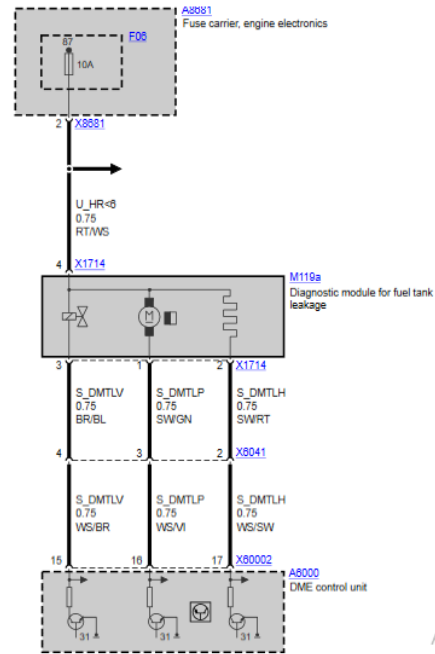 A8681
Fuse carrier, engine electronics
F06
87
10A
2 X8681
U_HR<6
0.75
RT/WS
4 X1714
M119a
Diagnostic module for fuel tank
leakage
M
3 1 2 X1714
S_DMTLV S_DMTLP S_DMTLH
0.75 0.75 0.75
BR/BL SW/GN SW/RT
4 3 2 X6041
S_DMTLV S_DMTLP S_DMTLH
0.75 0.75 0.75
WS/BR WS/VI WS/SW
15 16 17 X60002
A6000
DME control unit
31 31 31